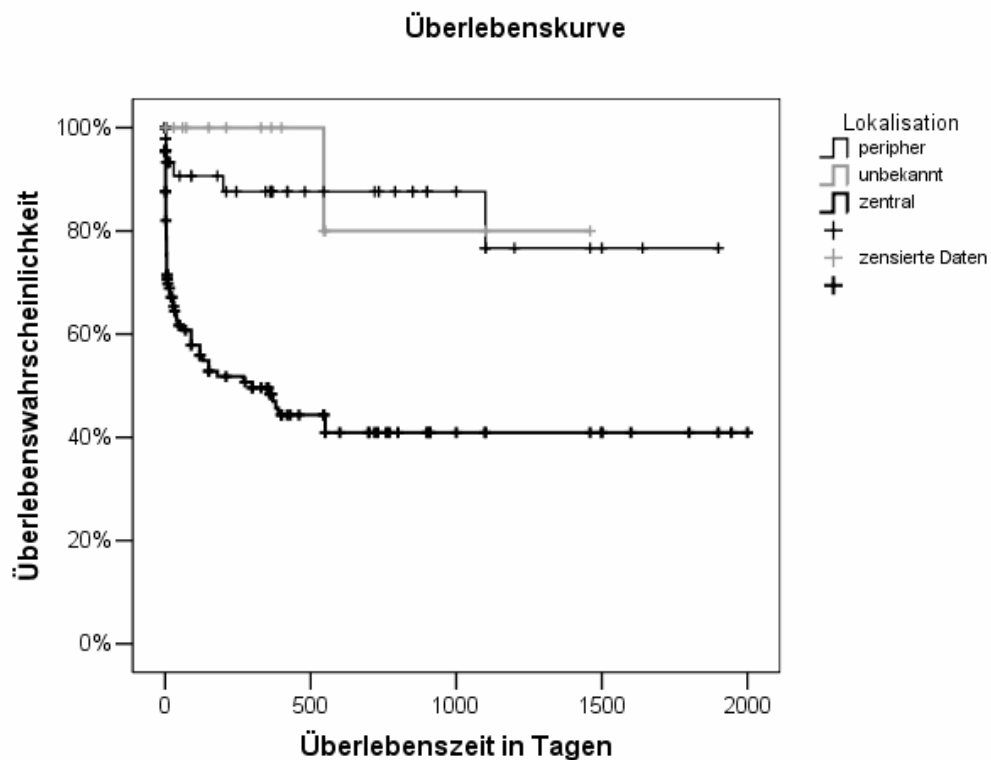 Überlebenskurve
Überlebenswahrscheinlichkeit
100%
80%
60%
40%
20%
0%
0 500 1000 1500 2000
Überlebenszeit in Tagen
Lokalisation
peripher
unbekannt
zentral
zensierte Daten